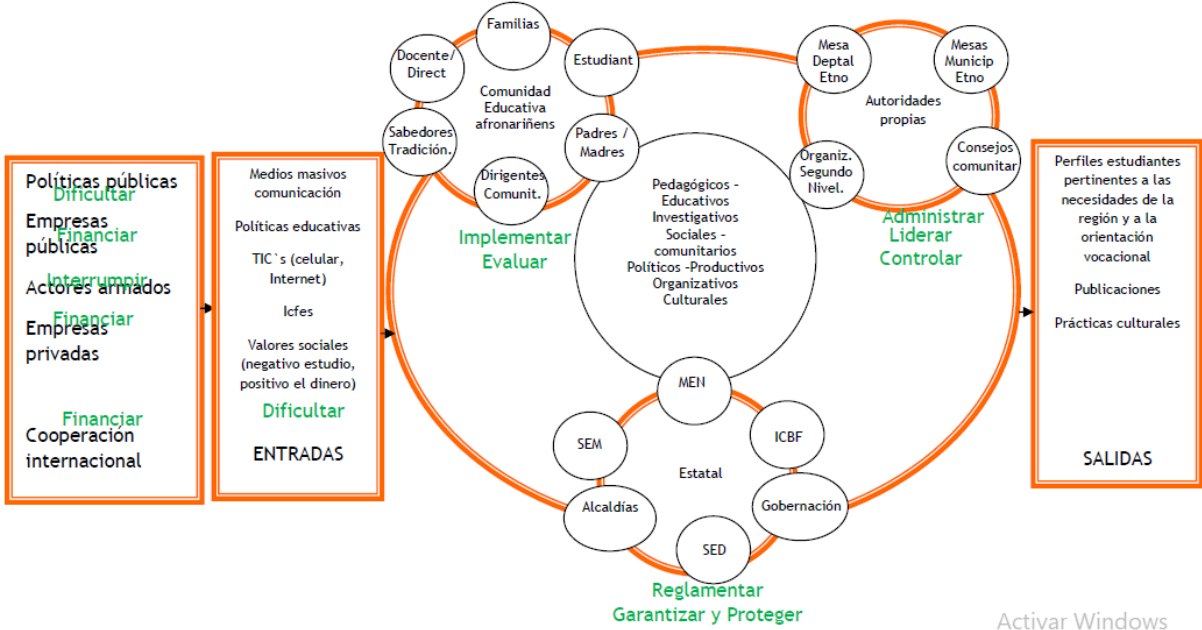 Políticas públicas
Dificultar
Empresas
públicas
Financiar
Interrumpir
Actores armados
Financiar
Empresas
privadas
Financiar
Cooperación
internacional
Medios masivos
comunicación
Políticas educativas
TIC`s (celular,
Internet)
Icfes
Valores sociales
(negativo estudio,
positivo el dinero)
Dificultar
ENTRADAS
Familias
Docente/
Direct
Estudiant
Comunidad
Educativa
afronariñens
Sabedores
Tradición.
Padres /
Madres
Dirigentes
Comunit.
Implementar
Evaluar
Pedagógicos –
Educativos
Investigativos
Sociales –
comunitarios
Políticos –Productivos
Organizativos
Culturales
Mesa
Deptal
Etno
Mesas
Municip
Etno
Autoridades
propias
Organiz.
Segundo
Nivel.
Consejos
comunitar
Administrar
Liderar
Controlar
MEN
SEM
ICBF
Estatal
Alcaldías
Gobernación
SED
Reglamentar
Garantizar y Proteger
Perfiles estudiantes
pertinentes a las
necesidades de la
región y a la
orientación
vocacional
Publicaciones
Prácticas culturales
SALIDAS
Activar Windows